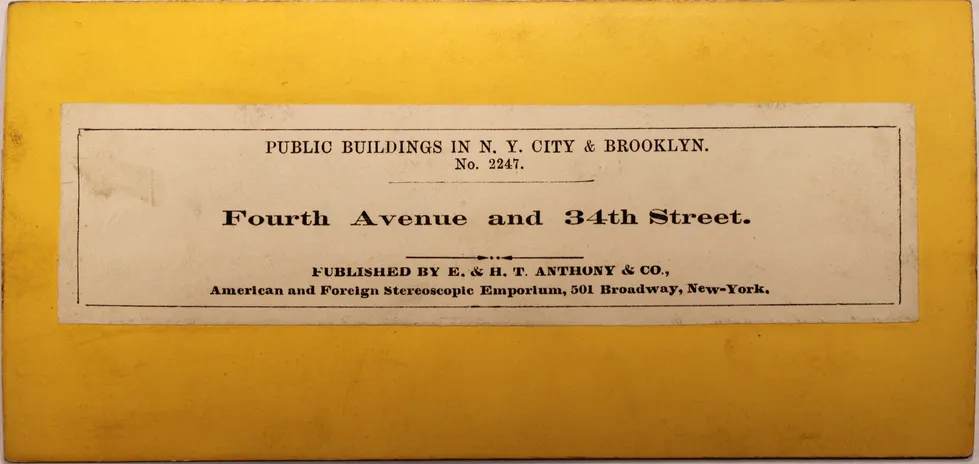 PUBLIC BUILDINGS IN N. Y. CITY & BROOKLYN.
No. 2247.
Fourth Avenue and 34th Street.
PUBLISHED BY E. & H. T. ANTHONY & CO.,
American and Foreign Stereoscopic Emporium, 501 Broadway, New-York.